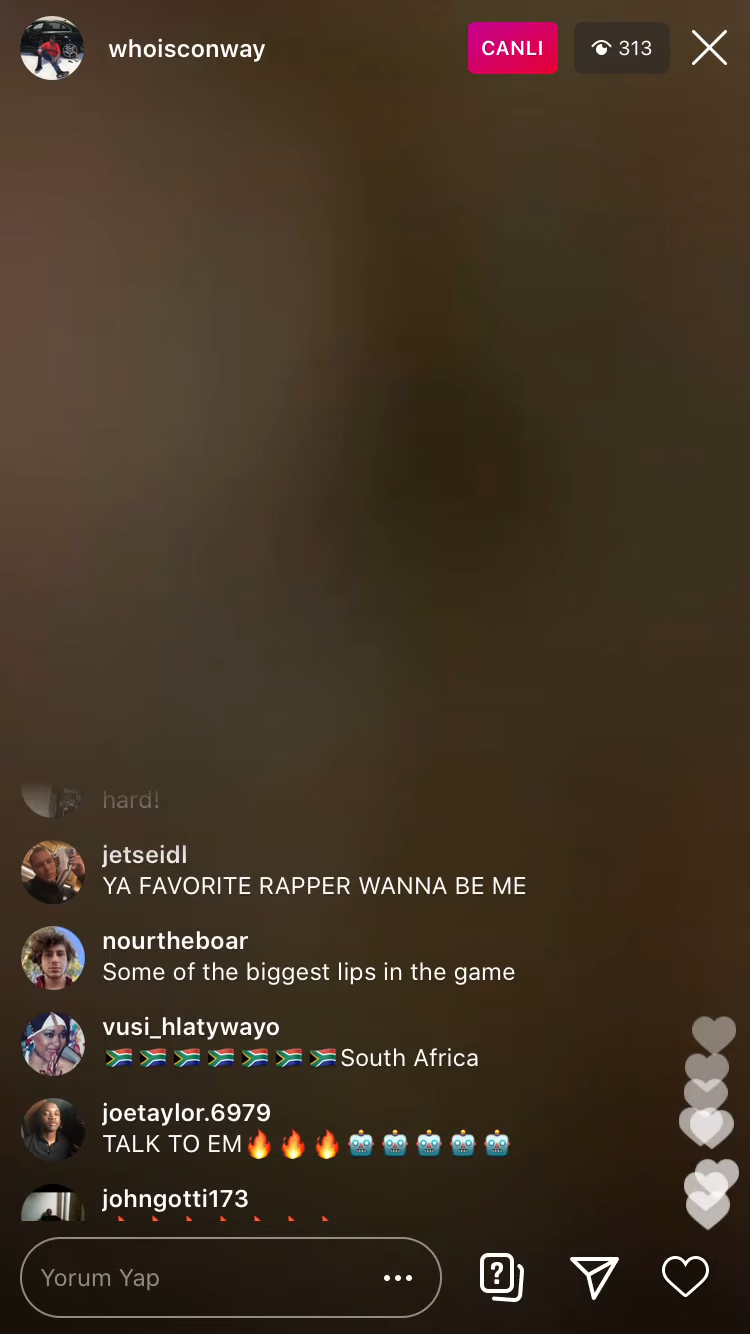 whoisconway
CANLI
313
hard!
jetseidl
YA FAVORITE RAPPER WANNA BE ME
nourtheboar
Some of the biggest lips in the game
vusi_hlatywayo
🇿🇦🇿🇦🇿🇦🇿🇦🇿🇦🇿🇦🇿🇦South Africa
joetaylor.6979
TALK TO EM🔥🔥🔥🤖🤖🤖🤖🤖
johngotti173
Yorum Yap